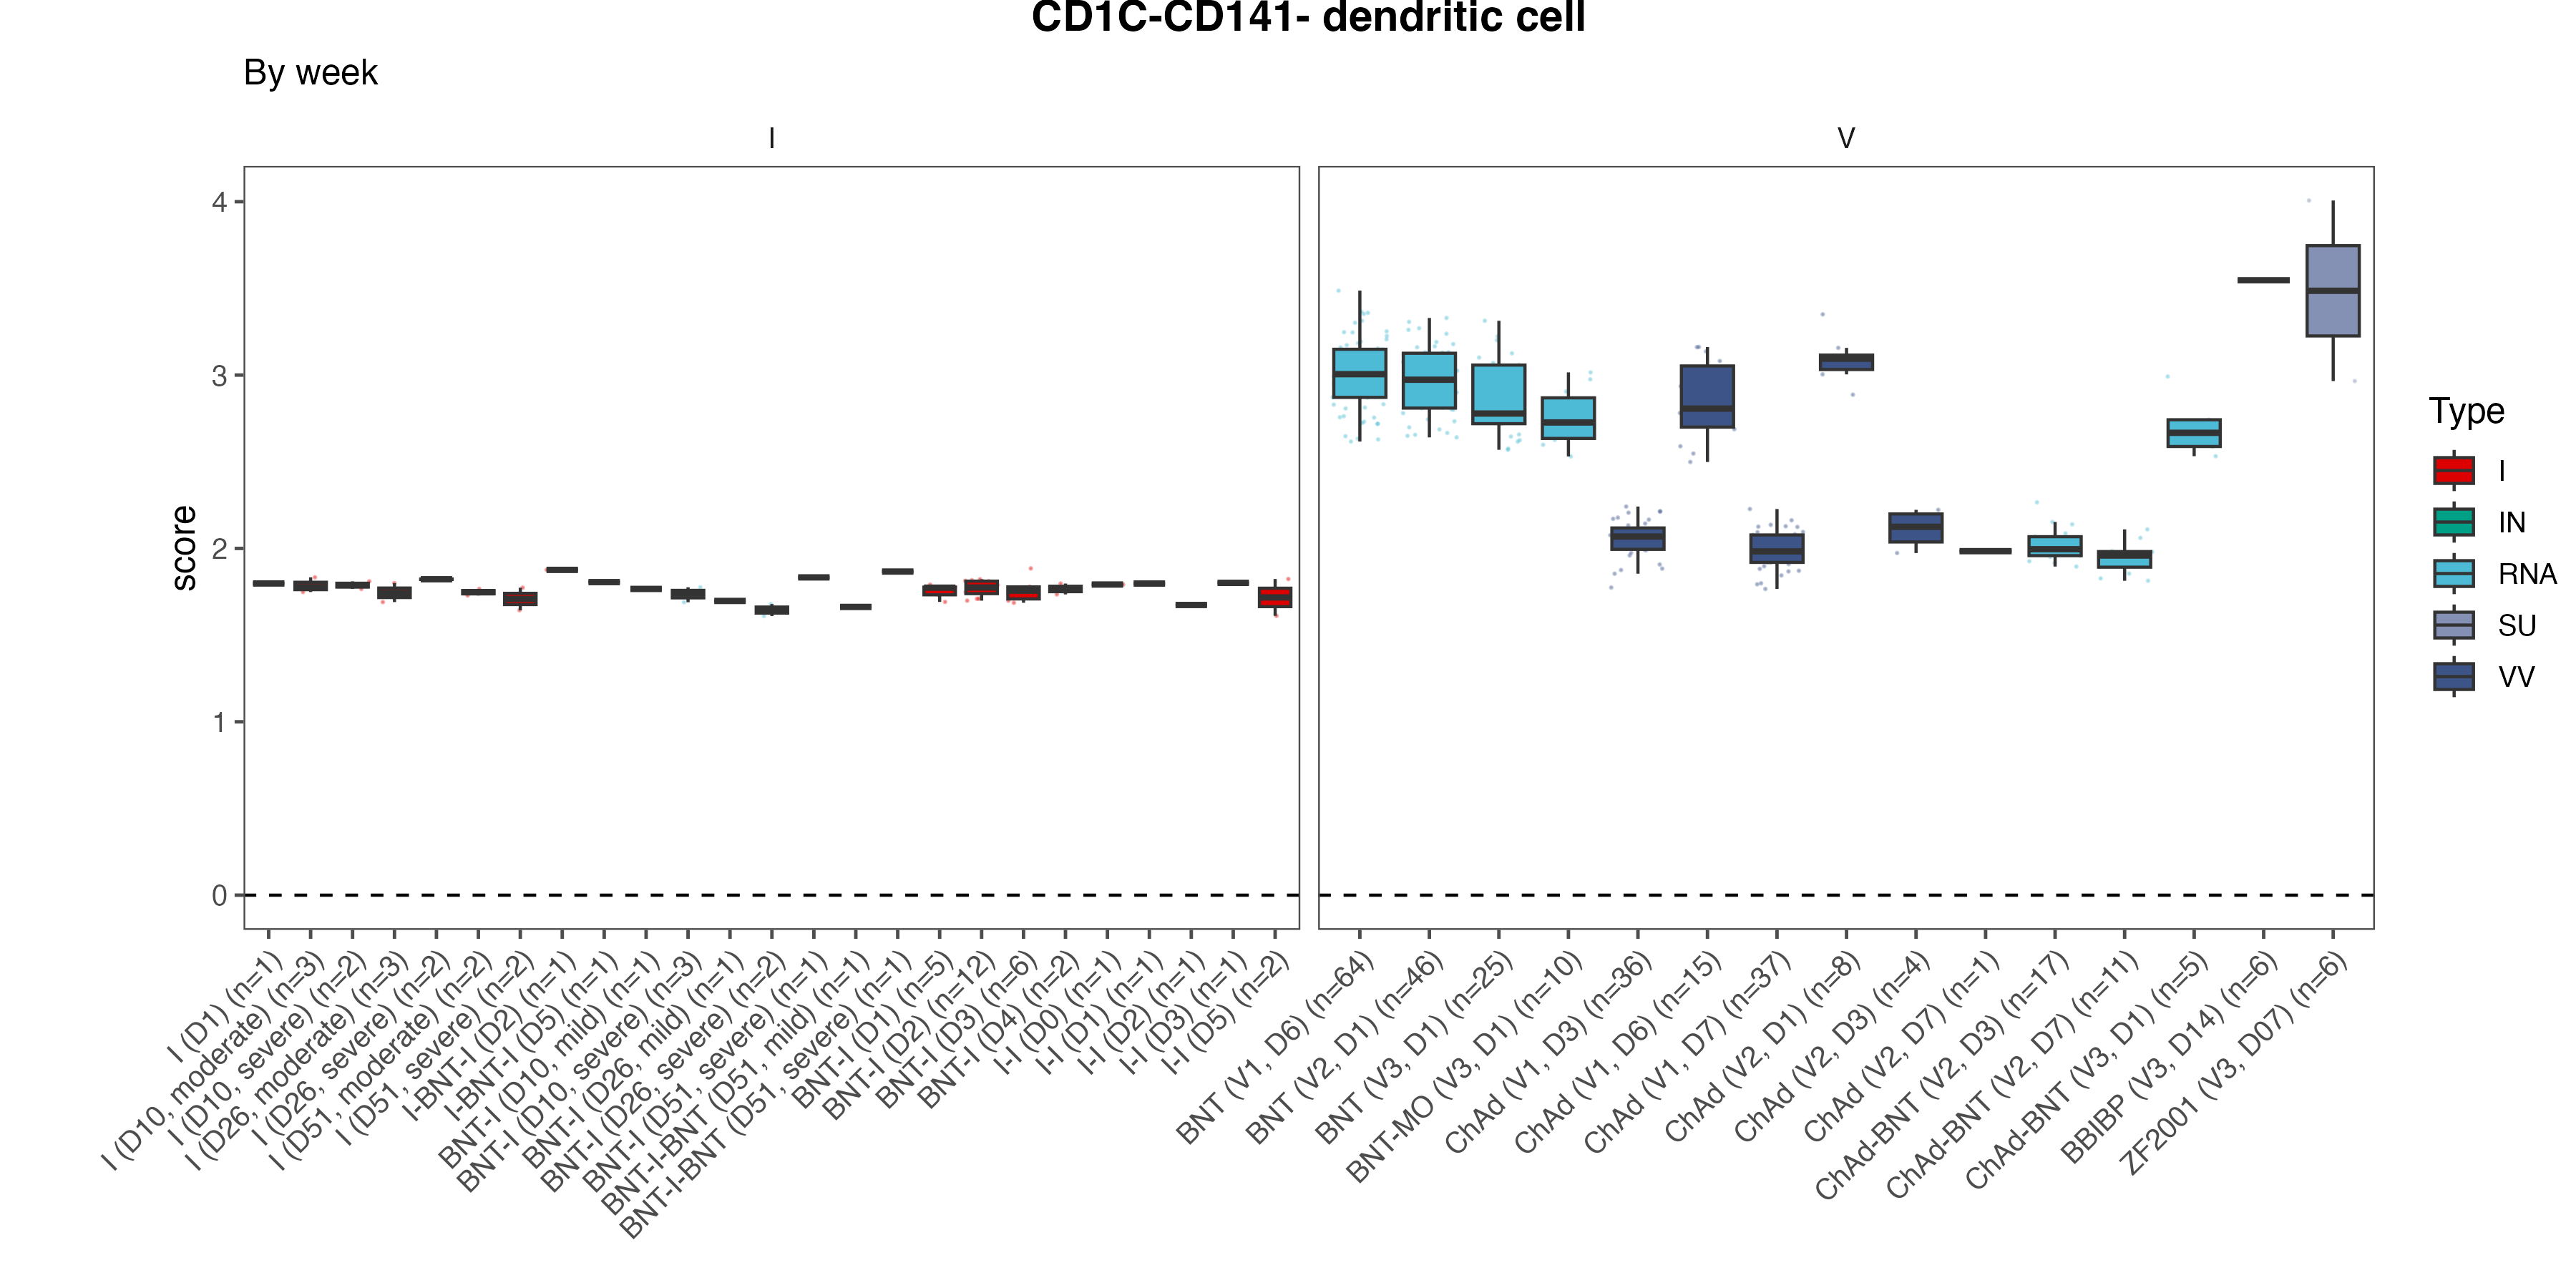 CD1C-CD141- dendritic cell
By week
I
V
score
4
3
2
1
0
I (D1) (n=1)
I (D10, moderate) (n=3)
I (D10, severe) (n=2)
I (D26, moderate) (n=3)
I (D26, severe) (n=2)
I (D51, moderate) (n=2)
I (D51, severe) (n=2)
I-BNT-I (D2) (n=1)
I-BNT-I (D5) (n=1)
BNT-I (D10, mild) (n=1)
BNT-I (D10, severe) (n=3)
BNT-I (D26, mild) (n=1)
BNT-I (D26, severe) (n=2)
BNT-I (D51, severe) (n=1)
BNT-I-BNT (D51, mild) (n=1)
BNT-I-BNT (D51, severe) (n=1)
BNT-I (D1) (n=5)
BNT-I (D2) (n=12)
BNT-I (D3) (n=6)
BNT-I (D4) (n=2)
I-I (D0) (n=1)
I-I (D1) (n=1)
I-I (D2) (n=1)
I-I (D3) (n=1)
I-I (D5) (n=2)
BNT (V1, D6) (n=64)
BNT (V2, D1) (n=46)
BNT (V3, D1) (n=25)
BNT-MO (V3, D1) (n=10)
ChAd (V1, D3) (n=36)
ChAd (V1, D6) (n=15)
ChAd (V1, D7) (n=37)
ChAd (V2, D1) (n=8)
ChAd (V2, D3) (n=4)
ChAd (V2, D7) (n=1)
ChAd-BNT (V2, D3) (n=17)
ChAd-BNT (V2, D7) (n=11)
ChAd-BNT (V3, D1) (n=5)
BBIBP (V3, D14) (n=6)
ZF2001 (V3, D07) (n=6)
Type
I
IN
RNA
SU
VV